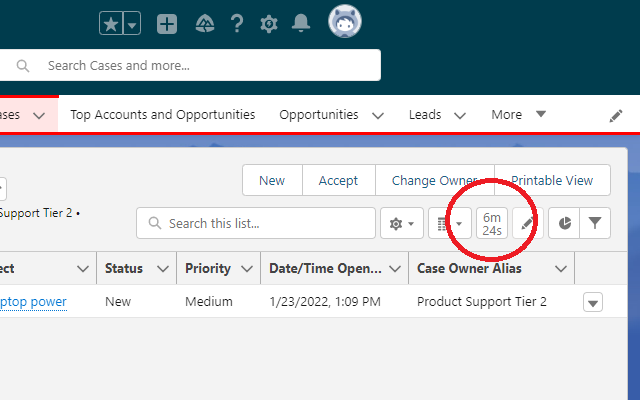 Search Cases and more...
ases Top Accounts and Opportunities Opportunities Leads More
New Accept Change Owner Printable View
Support Tier 2 •
Search this list... 6m
24s
ect Status Priority Date/Time Open... Case Owner Alias
ptop power New Medium 1/23/2022, 1:09 PM Product Support Tier 2